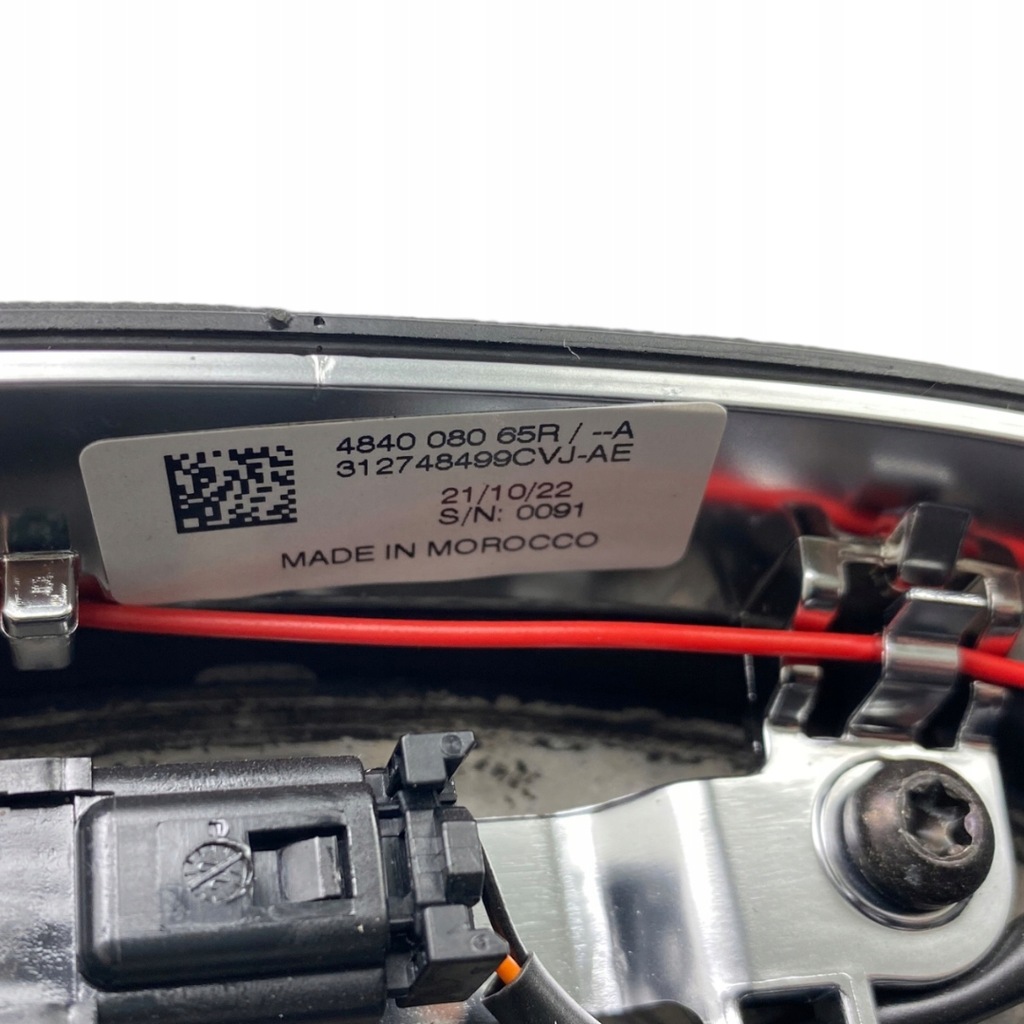 4840 080 65R / --A
312748499CVJ-AE
21/10/22
S/N: 0091
MADE IN MOROCCO